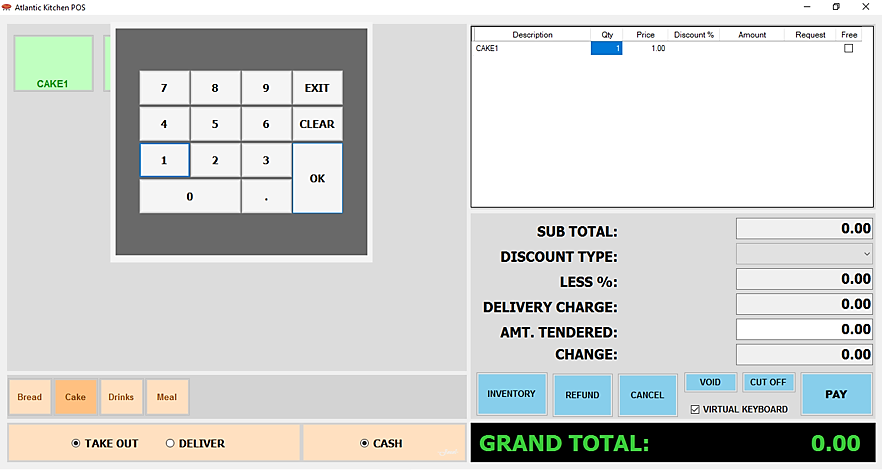 Atlantic Kitchen POS
CAKE1
7 8 9 EXIT
4 5 6 CLEAR
1 2 3 OK
0 .
Description Qty Price Discount % Amount Request Free
CAKE1 1 1.00
SUB TOTAL: 0.00
DISCOUNT TYPE:
LESS %: 0.00
DELIVERY CHARGE: 0.00
AMT. TENDERED: 0.00
CHANGE: 0.00
Bread Cake Drinks Meal
INVENTORY REFUND CANCEL VOID CUT OFF PAY
VIRTUAL KEYBOARD
TAKE OUT DELIVER CASH
GRAND TOTAL: 0.00